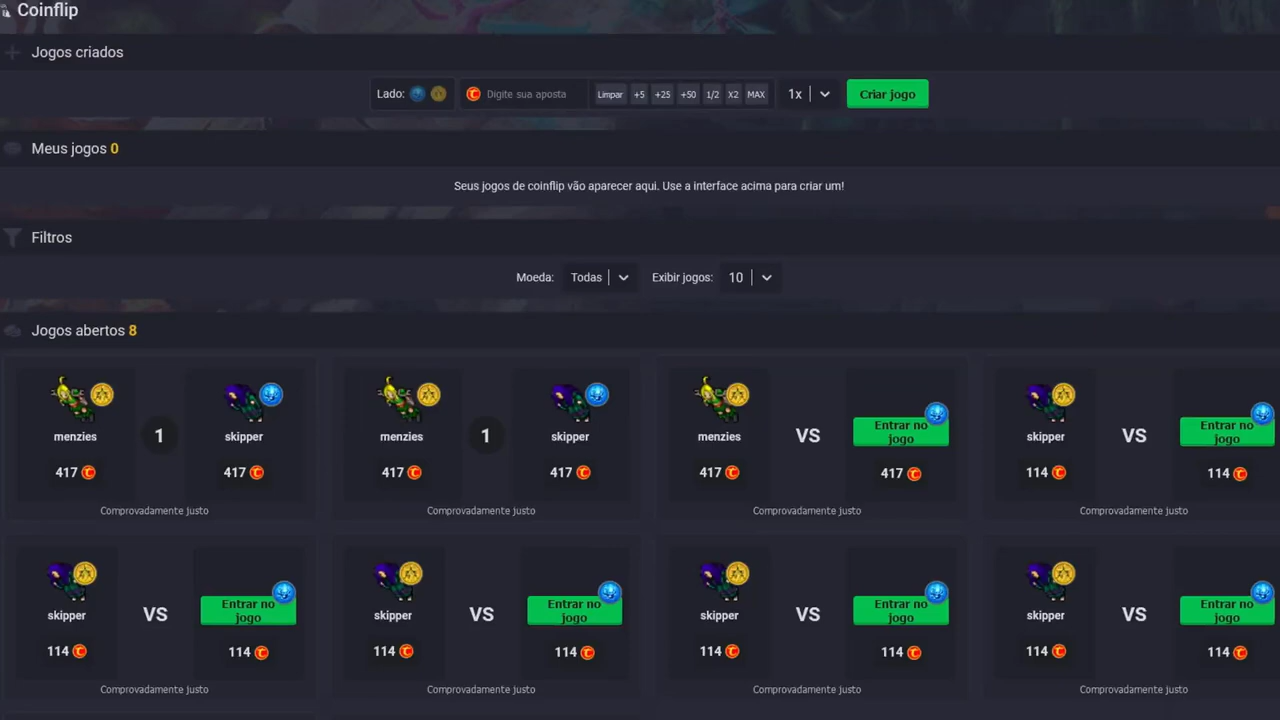 Coinflip
Jogos criados
Lado: Digite sua aposta Limpar +5 +25 +50 1/2 X2 MAX 1x Criar jogo
Meus jogos 0
Seus jogos de coinflip vão aparecer aqui. Use a interface acima para criar um!
Filtros
Moeda: Todas Exibir jogos: 10
Jogos abertos 8
menzies 1 skipper
417 417
Comprovadamente justo
menzies 1 skipper
417 417
Comprovadamente justo
menzies VS Entrar no
jogo
417 417
Comprovadamente justo
skipper VS Entrar no
jogo
114 114
Comprovadamente justo
skipper VS Entrar no
jogo
114 114
Comprovadamente justo
skipper VS Entrar no
jogo
114 114
Comprovadamente justo
skipper VS Entrar no
jogo
114 114
Comprovadamente justo
skipper VS Entrar no
jogo
114 114
Comprovadamente justo